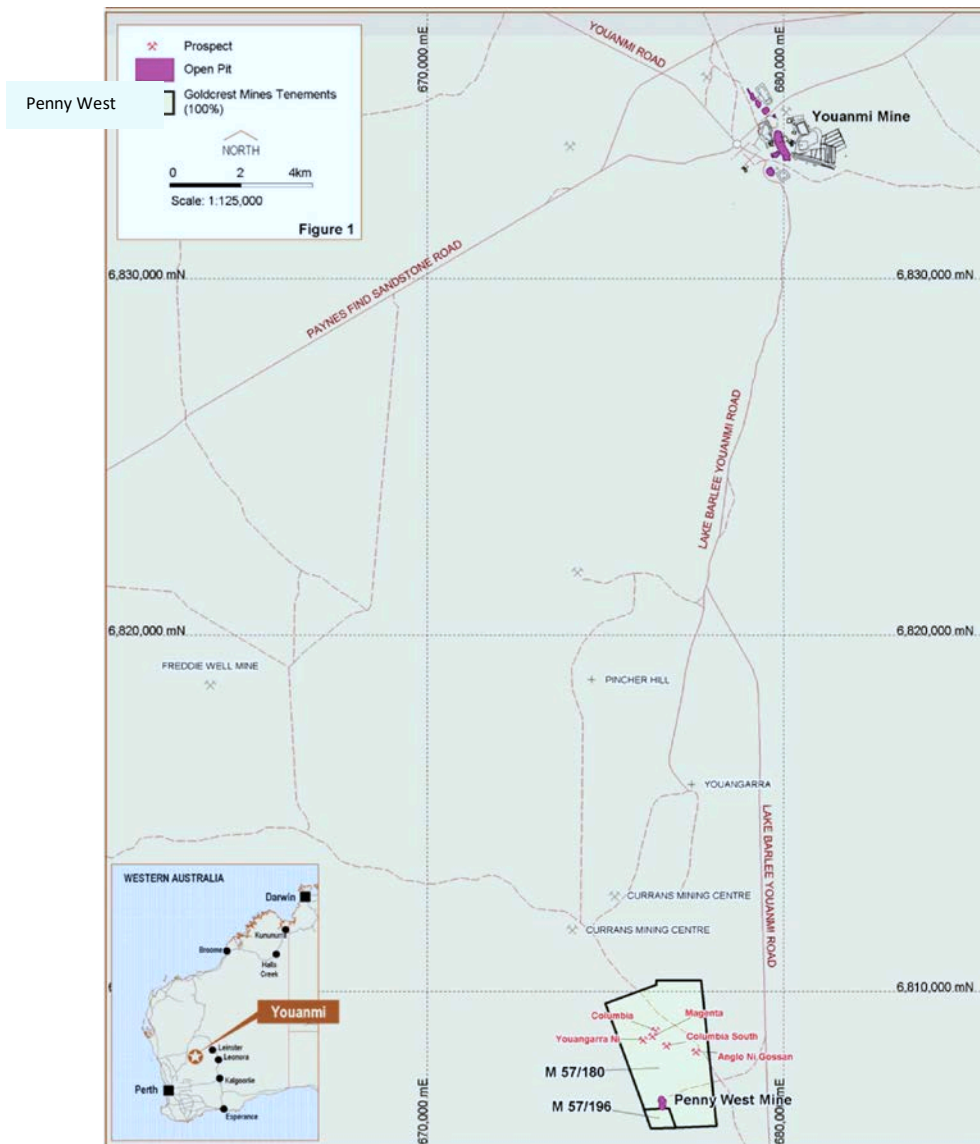 Penny West
Prospect
Open Pit
Goldcrest Mines Tenements
(100%)
NORTH
0 2 4km
Scale: 1:125,000
Figure 1
670,000 mE
680,000 mE
YOUANMI ROAD
Youanmi Mine
PAYNES FIND SANDSTONE ROAD
6,830,000 mN
6,830,000 mN
LAKE BARLEE YOUANMI ROAD
6,820,000 mN
6,820,000 mN
FREDDIE WELL MINE
PINCHER HILL
YOUANGARRA
LAKE BARLEE YOUANMI ROAD
CURRANS MINING CENTRE
CURRANS MINING CENTRE
6,810,000 mN
WESTERN AUSTRALIA
Darwin
Kununurra
Broome
Halls
Creek
Youanmi
Leinster
Leonora
Kalgoorlie
Perth
Esperance
Columbia
Magenta
Youangarra Ni
Columbia South
Anglo Ni Gossan
M 57/180
Penny West Mine
M 57/196
670,000 mE
680,000 mE